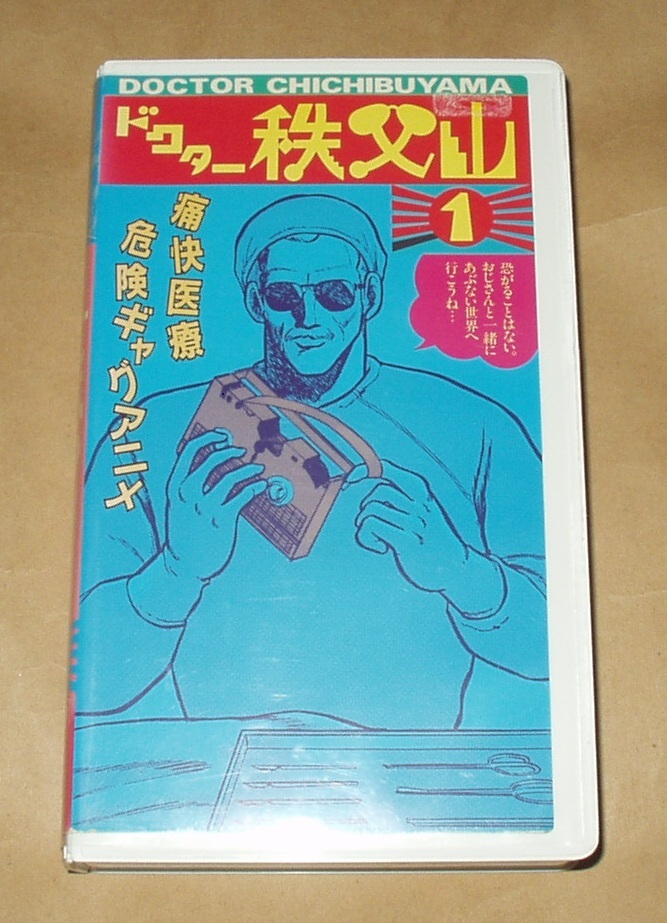 DOCTOR CHICHIBUYAMA
ドクター秩父山
1
痛快医療
危険ギャグアニメ
恐がることはない。
おじさんと一緒に
あぶない世界へ
行こうね…